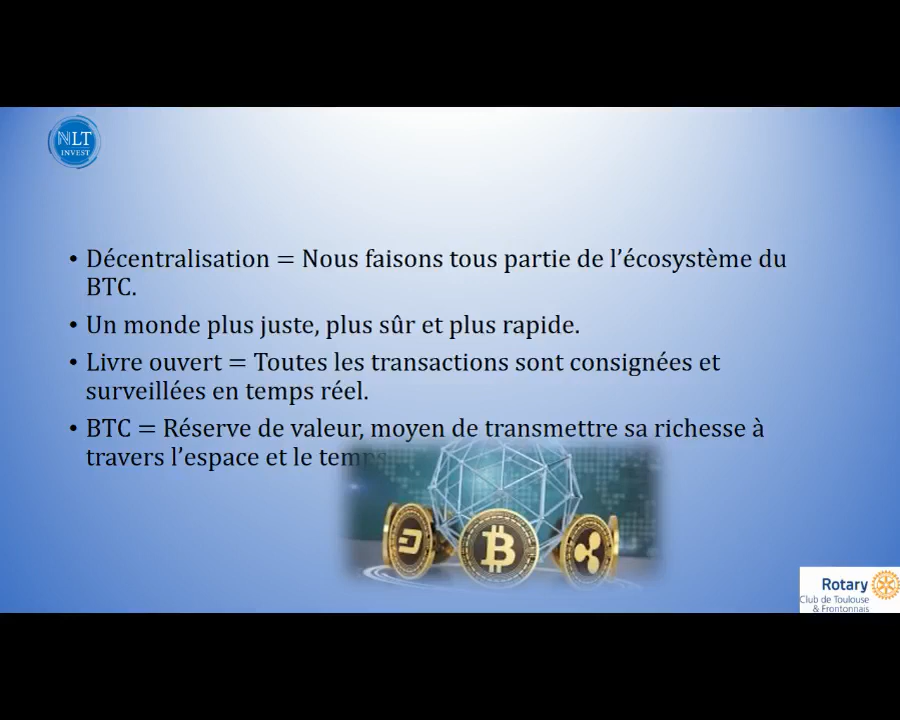 NLT
INVEST
• Décentralisation = Nous faisons tous partie de l’écosystème du
BTC.
• Un monde plus juste, plus sûr et plus rapide.
• Livre ouvert = Toutes les transactions sont consignées et
surveillées en temps réel.
• BTC = Réserve de valeur, moyen de transmettre sa richesse à
travers l’espace et le temps
Rotary
Club de Toulouse
& Frontonnais